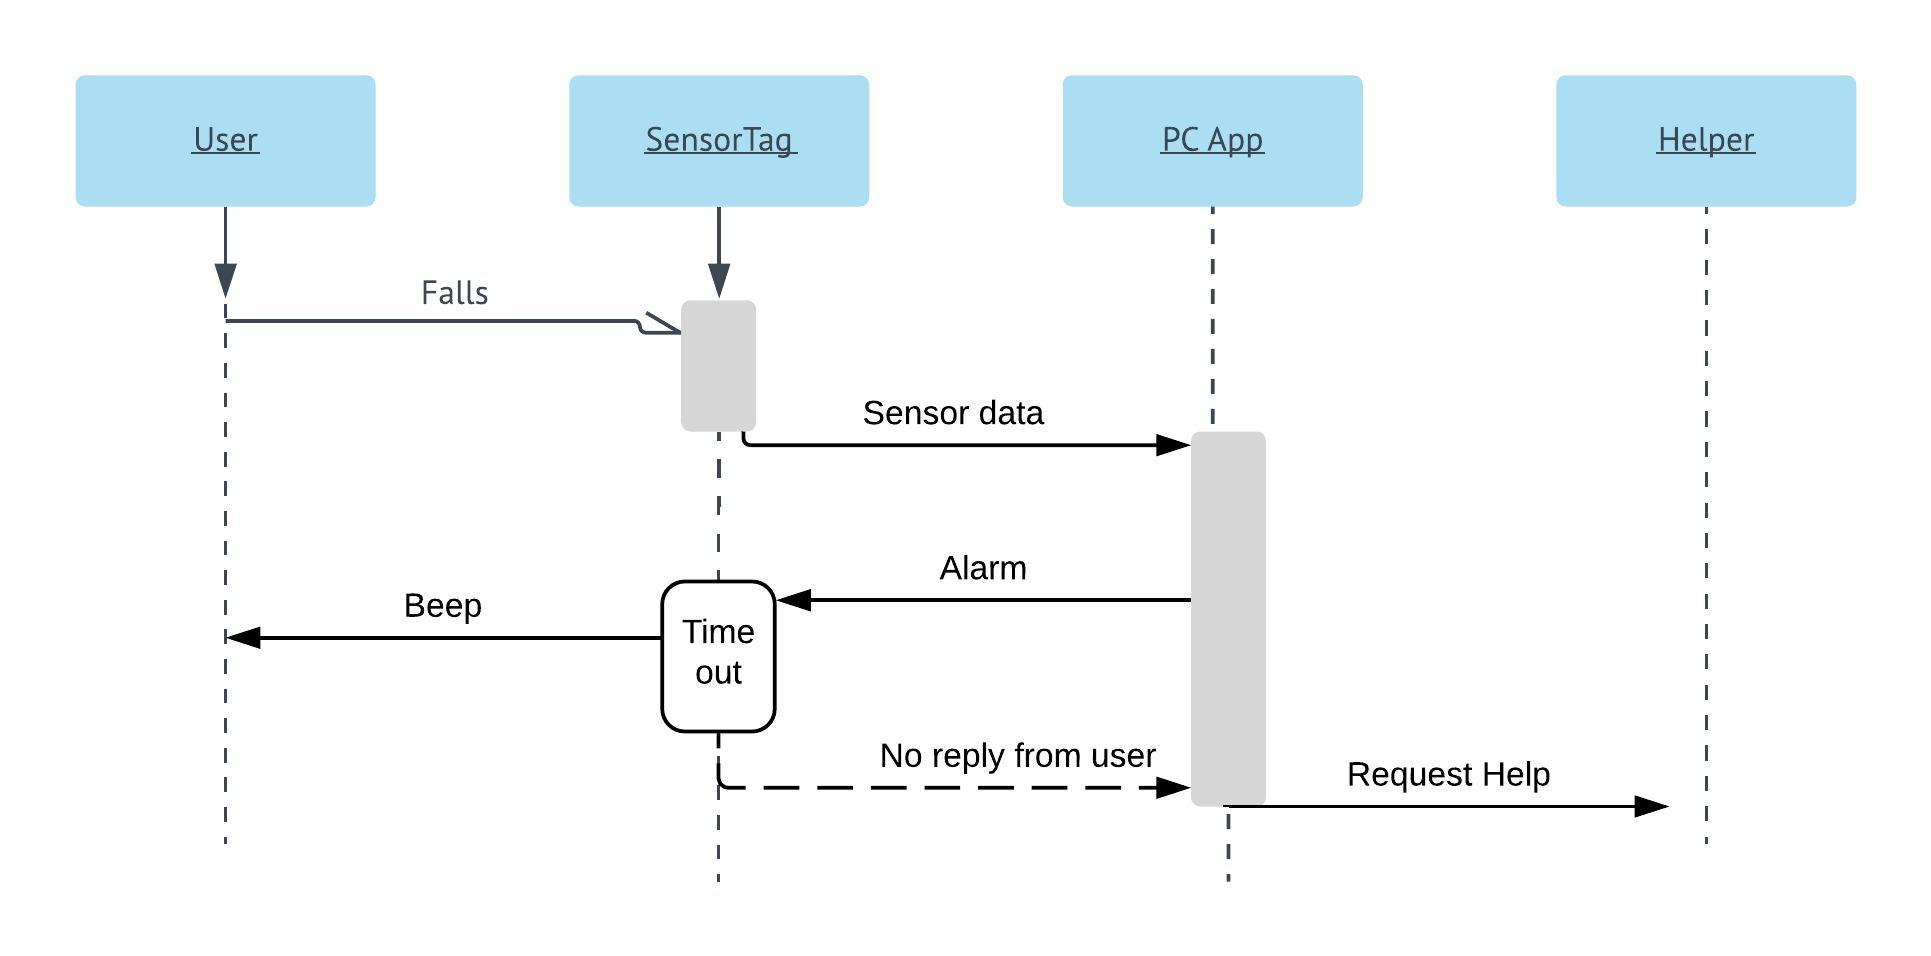 User
SensorTag
PC App
Helper
Falls
Sensor data
Alarm
Beep
Time
out
No reply from user
Request Help